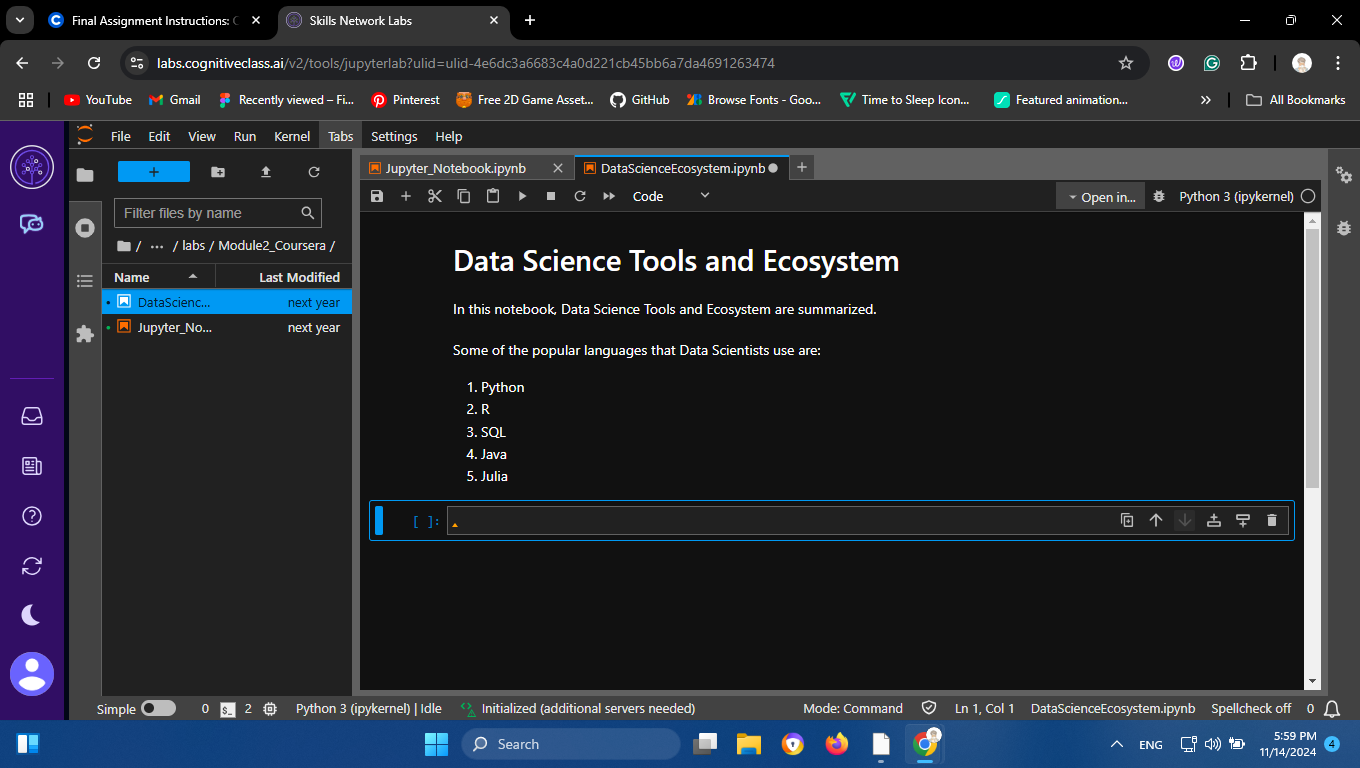 Final Assignment Instructions: C
Skills Network Labs
labs.cognitiveclass.ai/v2/tools/jupyterlab?ulid=ulid-4e6dc3a6683c4a0d221cb45bb6a7da4691263474
YouTube
Gmail
Recently viewed – Fi...
Pinterest
Free 2D Game Asset...
GitHub
Browse Fonts - Goo...
Time to Sleep Icon...
Featured animation...
All Bookmarks
File Edit View Run Kernel Tabs Settings Help
Filter files by name
/ ··· / labs / Module2_Coursera /
Name Last Modified
DataScienc... next year
Jupyter_No... next year
Jupyter_Notebook.ipynb
DataScienceEcosystem.ipynb
Code
Open in...
Python 3 (ipykernel)
Data Science Tools and Ecosystem
In this notebook, Data Science Tools and Ecosystem are summarized.
Some of the popular languages that Data Scientists use are:
1. Python
2. R
3. SQL
4. Java
5. Julia
[ ]:
Simple 0 $_ 2 Python 3 (ipykernel) | Idle Initialized (additional servers needed) Mode: Command Ln 1, Col 1 DataScienceEcosystem.ipynb Spellcheck off 0
Search
ENG
5:59 PM
11/14/2024
4